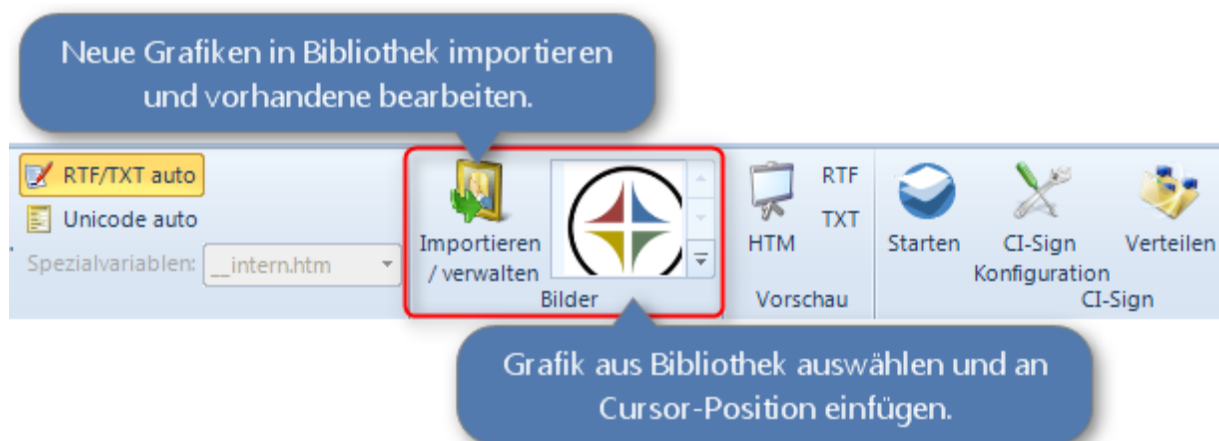 Neue Grafiken in Bibliothek importieren
und vorhandene bearbeiten.
RTF/TXT auto
Unicode auto
Spezialvariablen: __intern.htm
Importieren
/ verwalten
Bilder
HTM
RTF
TXT
Vorschau
Starten
CI-Sign
Konfiguration
Verteilen
CI-Sign
Grafik aus Bibliothek auswählen und an
Cursor-Position einfügen.